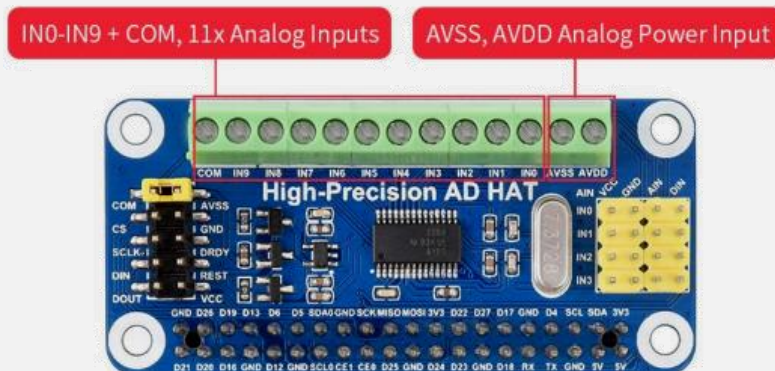 IN0-IN9 + COM, 11x Analog Inputs
AVSS, AVDD Analog Power Input
COM IN9 IN8 IN7 IN6 IN5 IN4 IN3 IN2 IN1 IN0 AVSS AVDD
High-Precision AD HAT
AIN VCC GND AIN DIN
COM AVSS
CS GND
SCLK DRDY
DIN REST
DOUT VCC
IN0
IN1
IN2
IN3
GND D26 D19 D13 D6 D5 SDA0 GND SCK MISO MOSI 3V3 D22 D27 D17 GND D4 SCL SDA 3V3
D21 D20 D16 GND D12 GND SCL0 CE1 CE0 D25 GND D24 D23 GND D18 RX TX GND 5V 5V